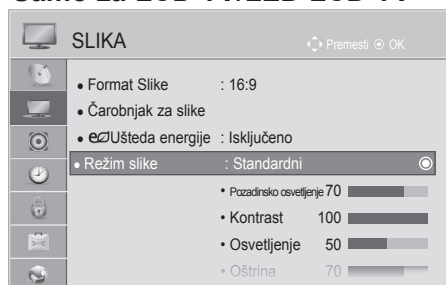 SLIKA
Premesti OK
• Format Slike : 16:9
• Čarobnjak za slike
• Ušteda energije : Isključeno
• Režim slike : Standardni
• Pozadinsko osvetljenje 70
• Kontrast 100
• Osvetljenje 50
• Oštrina 70